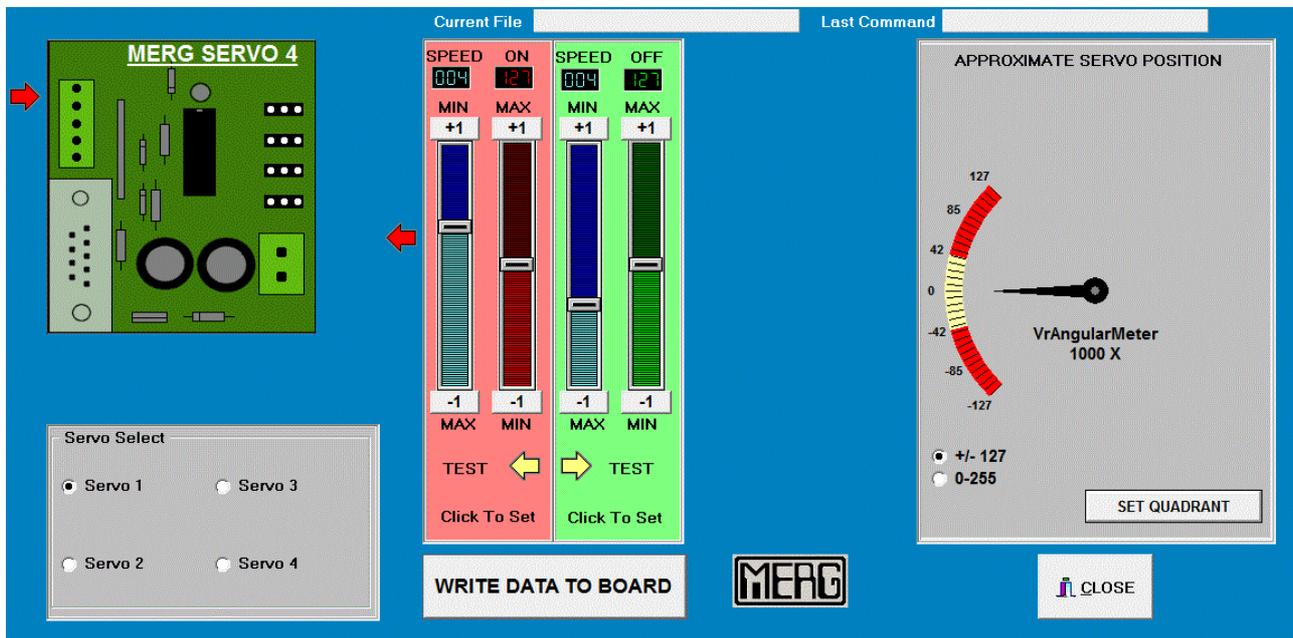 Current File
Last Command
MERG SERVO 4
SPEED ON SPEED OFF
004 127 004 127
MIN MAX MIN MAX
+1 +1 +1 +1
-1 -1 -1 -1
MAX MIN MAX MIN
TEST TEST
Click To Set Click To Set
WRITE DATA TO BOARD
MERG
Servo Select
Servo 1 Servo 3
Servo 2 Servo 4
APPROXIMATE SERVO POSITION
127
85
42
0
-42
-85
-127
VrAngularMeter
1000 X
+/- 127
0-255
SET QUADRANT
CLOSE